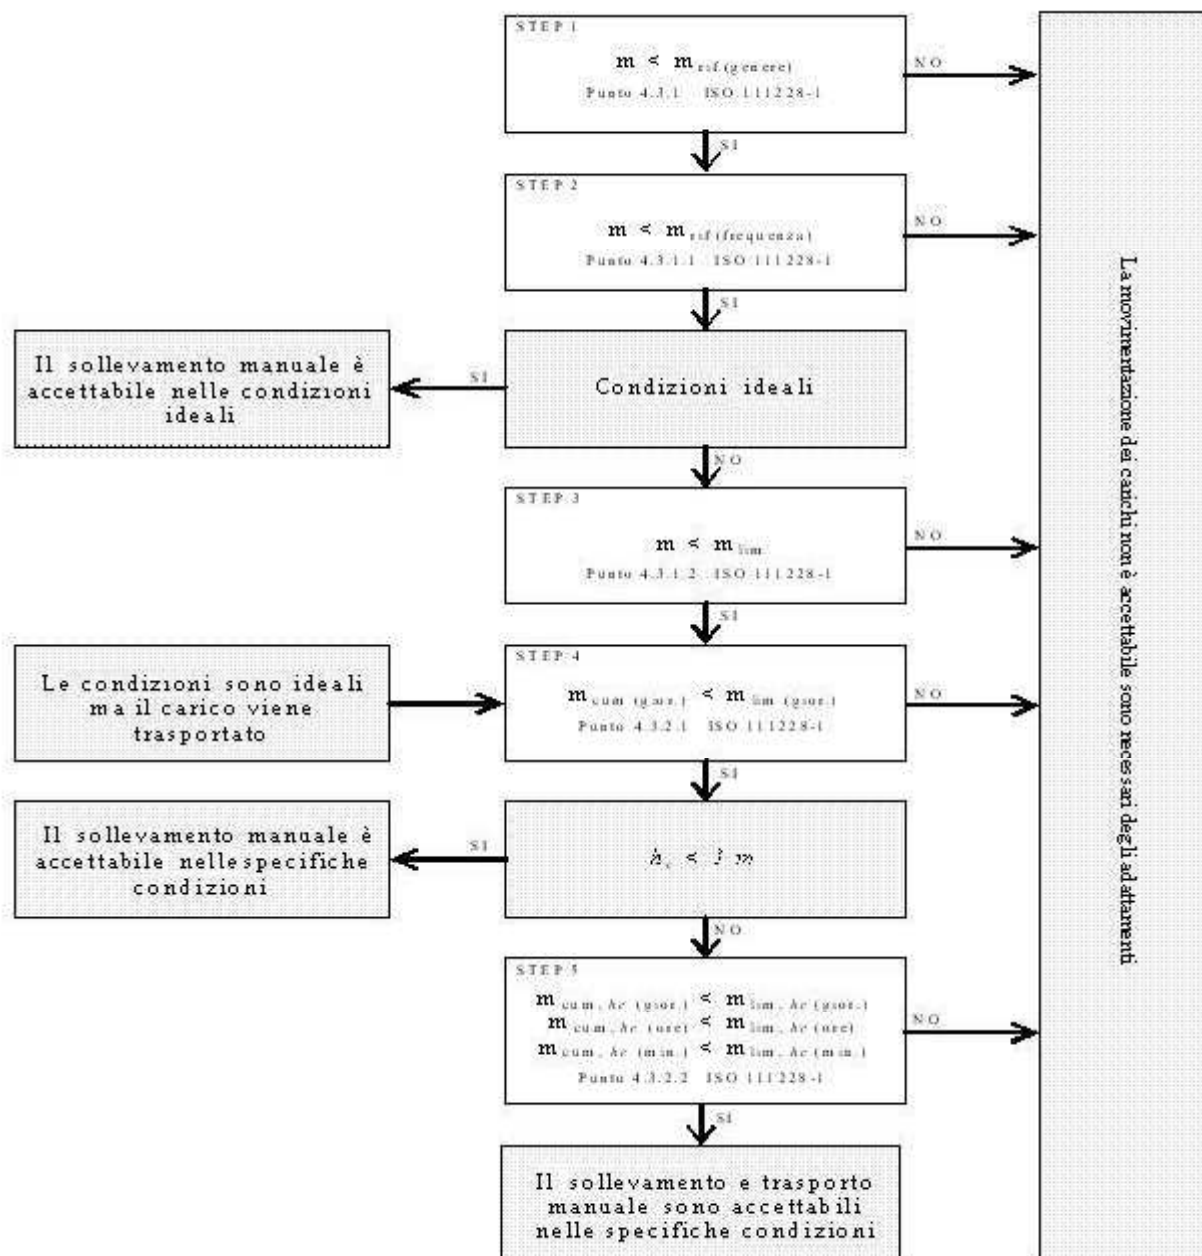 STEP 1
m < m rif (genere)
Punto 4.3.1 ISO 111228-1
NO
SI
STEP 2
m < m rif (frequenza)
Punto 4.3.1.1 ISO 111228-1
NO
SI
Condizioni ideali
SI
Il sollevamento manuale è
accettabile nelle condizioni
ideali
NO
STEP 3
m < m lim
Punto 4.3.1.2 ISO 111228-1
NO
SI
Le condizioni sono ideali
ma il carico viene
trasportato
STEP 4
m cum (gior.) < m lim (gior.)
Punto 4.3.2.1 ISO 111228-1
NO
SI
Il sollevamento manuale è
accettabile nelle specifiche
condizioni
SI
< m
NO
STEP 5
m cum, hc (gior.) < m lim, hc (gior.)
m cum, hc (ore) < m lim, hc (ore)
m cum, hc (min.) < m lim, hc (min.)
Punto 4.3.2.2 ISO 111228-1
NO
SI
Il sollevamento e trasporto
manuale sono accettabili
nelle specifiche condizioni
La movimentazione dei carichi non è accettabile sono necessari degli adattamenti